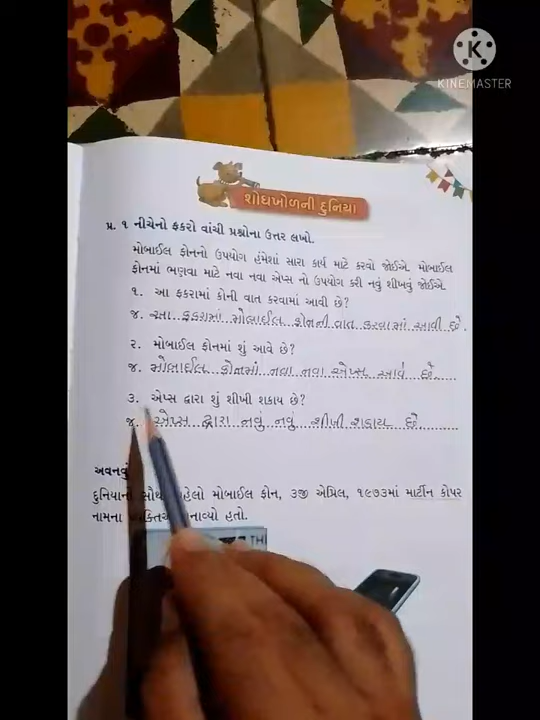 KINEMASTER
શોધખોળની દુનિયા
પ્ર. ૧ નીચેનો ફકરો વાંચી પ્રશ્નોના ઉત્તર લખો.
મોબાઈલ ફોનનો ઉપયોગ હંમેશાં સારા કાર્ય માટે કરવો જોઈએ. મોબાઈલ
ફોનમાં ભણવા માટે નવા નવા એપ્સ નો ઉપયોગ કરી નવું શીખવું જોઈએ.
૧. આ ફકરામાં કોની વાત કરવામાં આવી છે?
જ. આ ફકરામાં મોબાઈલ ફોનની વાત કરવામાં આવી છે.
૨. મોબાઈલ ફોનમાં શું આવે છે?
જ. મોબાઈલ ફોનમાં નવા નવા એપ્સ આવે છે.
૩. એપ્સ દ્વારા શું શીખી શકાય છે?
જ. એપ્સ દ્વારા નવું નવું શીખી શકાય છે.
અવનવું
દુનિયાનો પહેલો મોબાઈલ ફોન, ૩જી એપ્રિલ, ૧૯૭૩માં માર્ટીન કોપર
નામના હતો.
TH